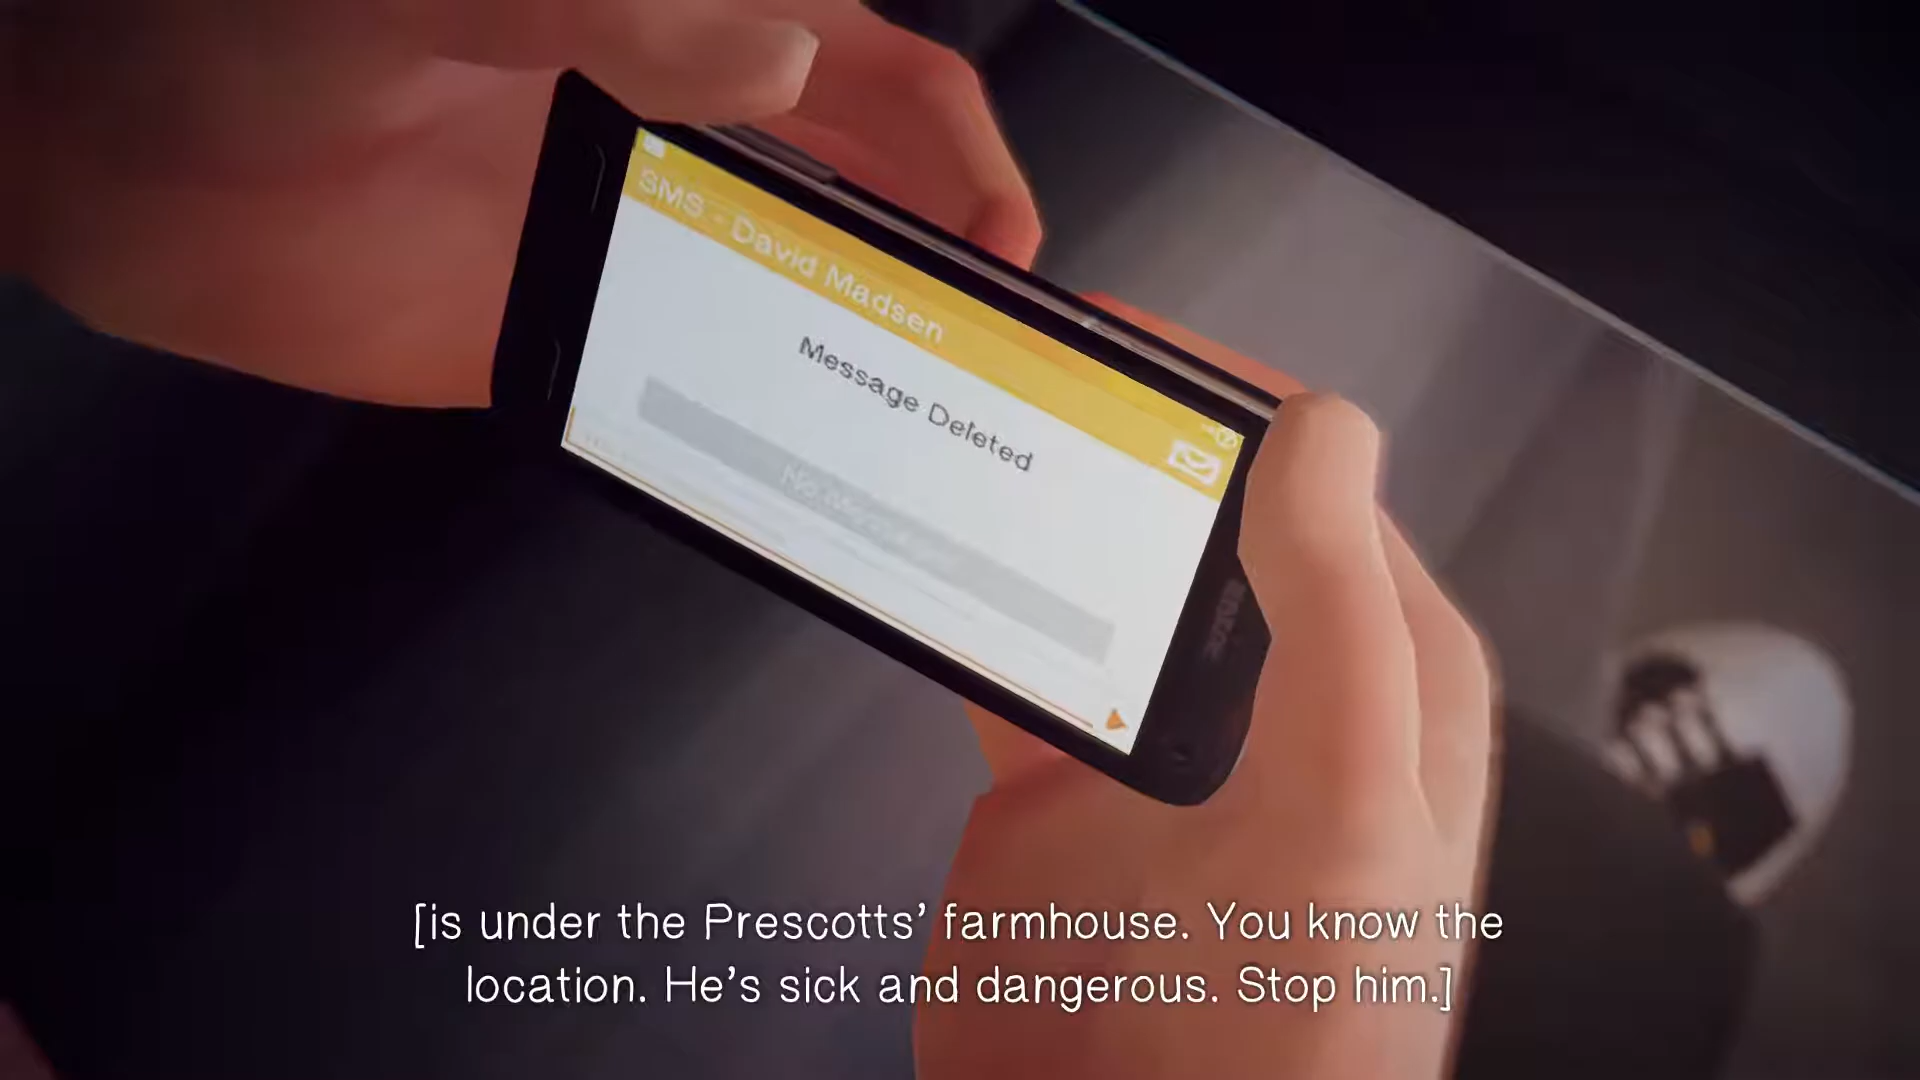 SMS - David Madsen
Message Deleted
[is under the Prescotts' farmhouse. You know the
location. He's sick and dangerous. Stop him.]